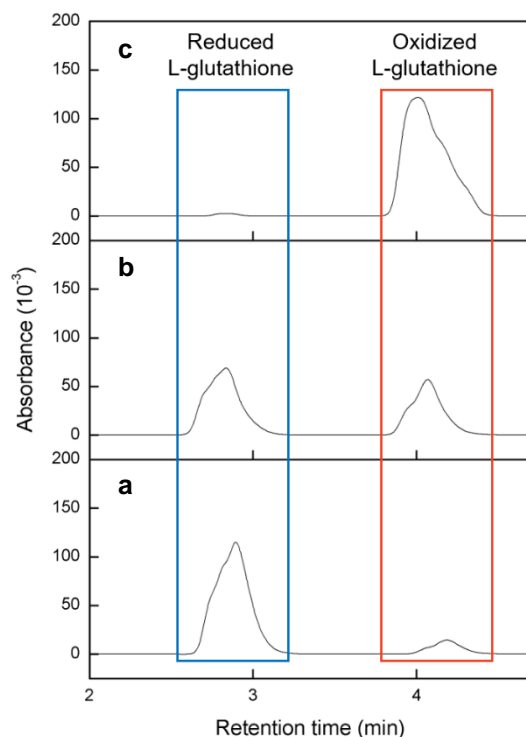 200
c
Reduced
L-glutathione
Oxidized
L-glutathione
150
100
50
0
200
b
150
100
50
0
200
a
150
100
50
0
2
3
4
Absorbance (10⁻³)
Retention time (min)